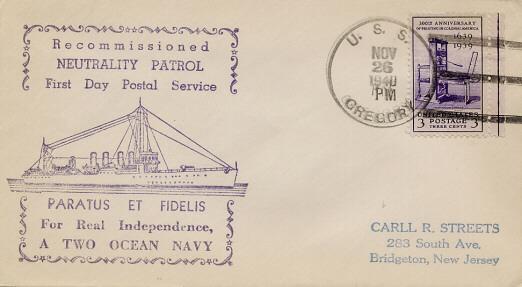 Recommissioned
NEUTRALITY PATROL
First Day Postal Service
PARATUS ET FIDELIS
For Real Independence,
A TWO OCEAN NAVY
U. S. S.
NOV
26
1940
PM
GREGORY
300TH ANNIVERSARY
OF PRINTING IN COLONIAL AMERICA
1639
1939
UNITED STATES
3 POSTAGE 3
THREE CENTS
CARLL R. STREETS
283 South Ave.
Bridgeton, New Jersey